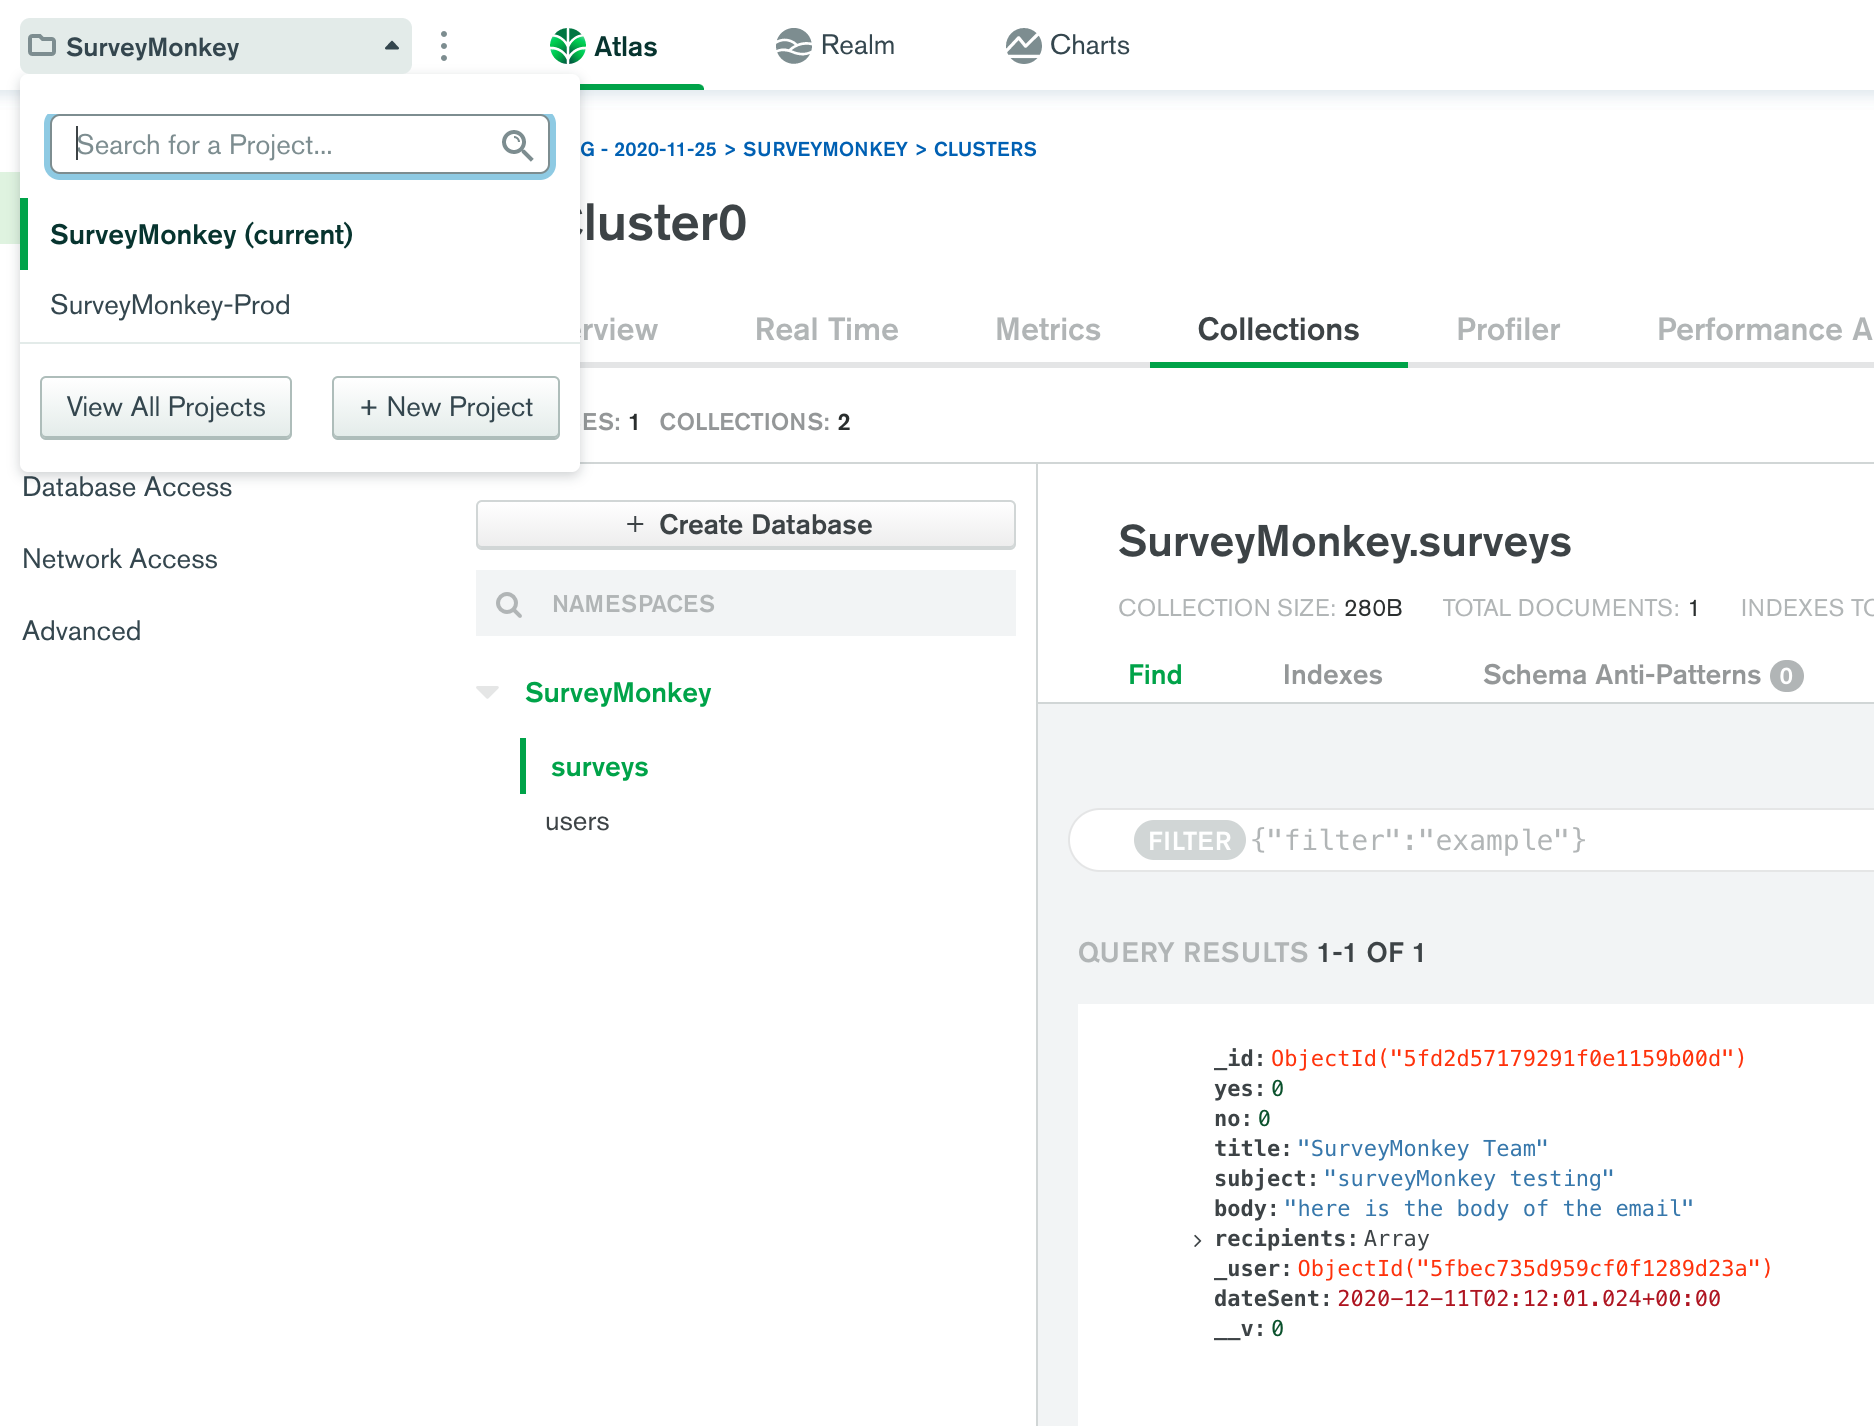 SurveyMonkey
Atlas
Realm
Charts
Search for a Project...
SurveyMonkey (current)
SurveyMonkey-Prod
View All Projects
+ New Project
G - 2020-11-25 > SURVEYMONKEY > CLUSTERS
luster0
rview
Real Time
Metrics
Collections
Profiler
Performance A
ES: 1 COLLECTIONS: 2
Database Access
Network Access
Advanced
+ Create Database
NAMESPACES
SurveyMonkey
surveys
users
SurveyMonkey.surveys
COLLECTION SIZE: 280B TOTAL DOCUMENTS: 1 INDEXES TO
Find
Indexes
Schema Anti-Patterns 0
FILTER {"filter":"example"}
QUERY RESULTS 1-1 OF 1
_id: ObjectId("5fd2d57179291f0e1159b00d")
yes: 0
no: 0
title: "SurveyMonkey Team"
subject: "surveyMonkey testing"
body: "here is the body of the email"
> recipients: Array
_user: ObjectId("5fbec735d959cf0f1289d23a")
dateSent: 2020-12-11T02:12:01.024+00:00
__v: 0